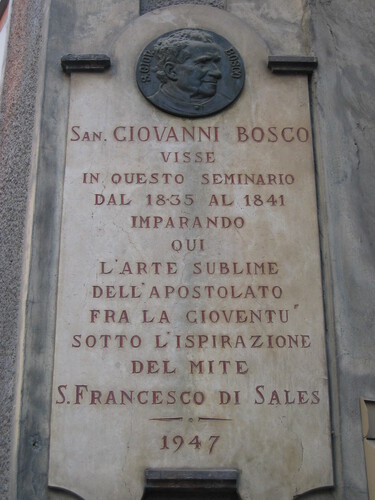 BOSCO
SAN. GIOVANNI BOSCO
VISSE
IN QUESTO SEMINARIO
DAL 1835 AL 1841
IMPARANDO
QUI
L'ARTE SUBLIME
DELL'APOSTOLATO
FRA LA GIOVENTU'
SOTTO L'ISPIRAZIONE
DEL MITE
S. FRANCESCO DI SALES
1947